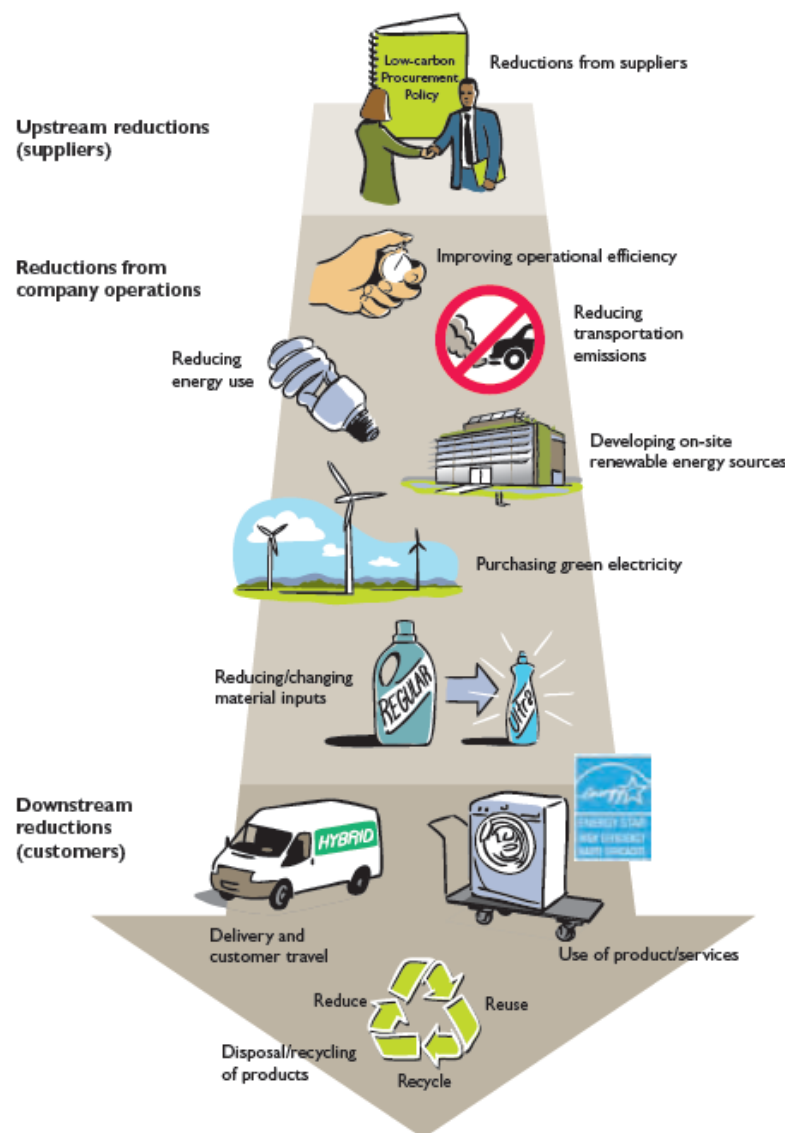 Low-carbon
Procurement
Policy
Reductions from suppliers
Upstream reductions
(suppliers)
Improving operational efficiency
Reductions from
company operations
Reducing
transportation
emissions
Reducing
energy use
Developing on-site
renewable energy sources
Purchasing green electricity
Reducing/changing
material inputs
REGULAR
Ultra
Downstream
reductions
(customers)
HYBRID
energy
ENERGY STAR
HIGH EFFICIENCY
HAUTE EFFICACITÉ
Delivery and
customer travel
Use of product/services
Reduce
Reuse
Disposal/recycling
of products
Recycle